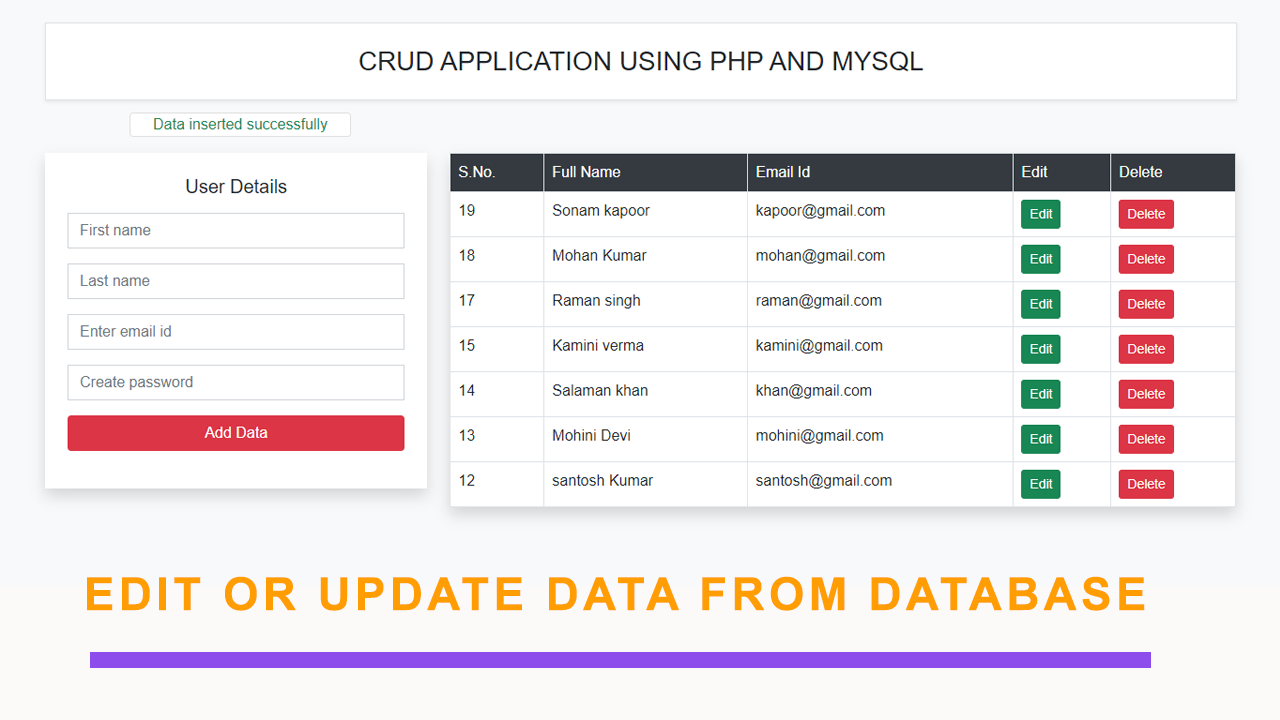 CRUD APPLICATION USING PHP AND MYSQL
Data inserted successfully
User Details
First name
Last name
Enter email id
Create password
Add Data
S.No. Full Name Email Id Edit Delete
19 Sonam kapoor kapoor@gmail.com Edit Delete
18 Mohan Kumar mohan@gmail.com Edit Delete
17 Raman singh raman@gmail.com Edit Delete
15 Kamini verma kamini@gmail.com Edit Delete
14 Salaman khan khan@gmail.com Edit Delete
13 Mohini Devi mohini@gmail.com Edit Delete
12 santosh Kumar santosh@gmail.com Edit Delete
EDIT OR UPDATE DATA FROM DATABASE